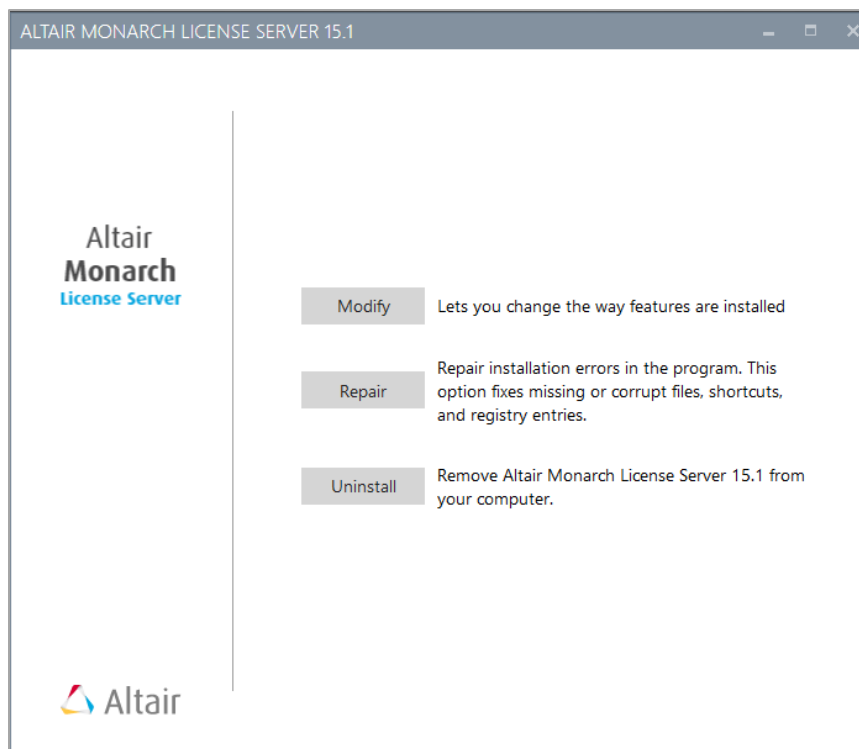 ALTAIR MONARCH LICENSE SERVER 15.1
Altair
Monarch
License Server
Modify
Lets you change the way features are installed
Repair
Repair installation errors in the program. This
option fixes missing or corrupt files, shortcuts,
and registry entries.
Uninstall
Remove Altair Monarch License Server 15.1 from
your computer.
Altair